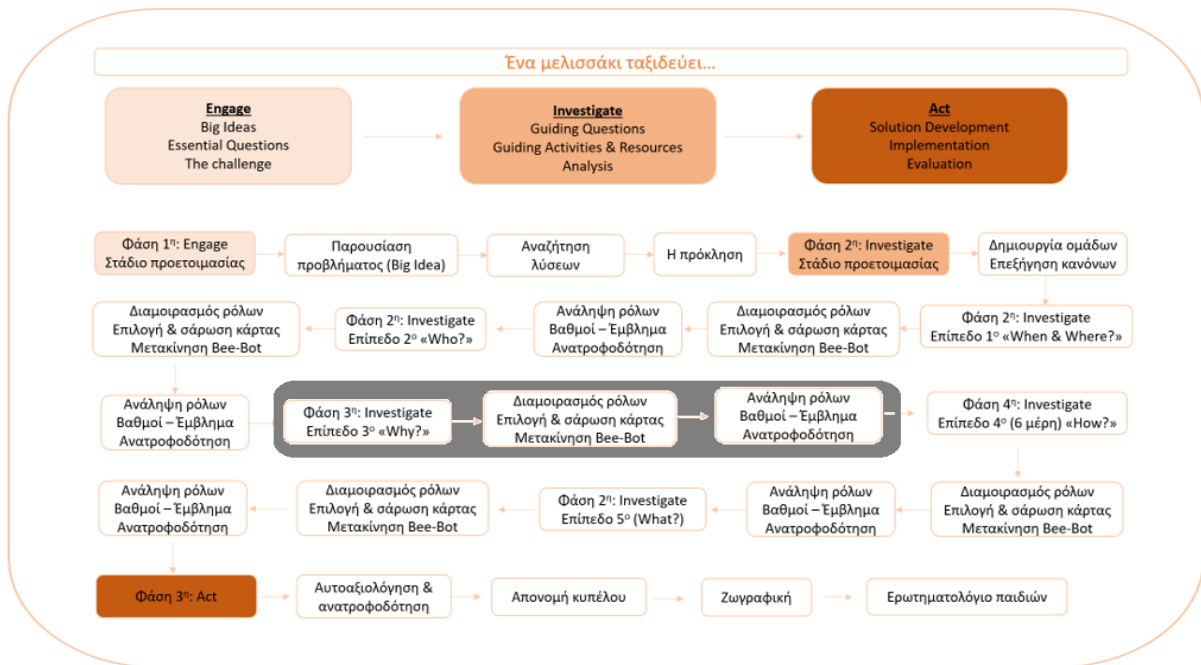 Ένα μελισσάκι ταξιδεύει...
Engage
Big Ideas
Essential Questions
The challenge
Investigate
Guiding Questions
Guiding Activities & Resources
Analysis
Act
Solution Development
Implementation
Evaluation
Φάση 1η: Engage
Στάδιο προετοιμασίας
Παρουσίαση
προβλήματος (Big Idea)
Αναζήτηση
λύσεων
Η πρόκληση
Φάση 2η: Investigate
Στάδιο προετοιμασίας
Δημιουργία ομάδων
Επεξήγηση κανόνων
Φάση 2η: Investigate
Επίπεδο 1ο «When & Where?»
Διαμοιρασμός ρόλων
Επιλογή & σάρωση κάρτας
Μετακίνηση Bee-Bot
Ανάληψη ρόλων
Βαθμοί – Έμβλημα
Ανατροφοδότηση
Φάση 2η: Investigate
Επίπεδο 2ο «Who?»
Διαμοιρασμός ρόλων
Επιλογή & σάρωση κάρτας
Μετακίνηση Bee-Bot
Ανάληψη ρόλων
Βαθμοί – Έμβλημα
Ανατροφοδότηση
Φάση 3η: Investigate
Επίπεδο 3ο «Why?»
Διαμοιρασμός ρόλων
Επιλογή & σάρωση κάρτας
Μετακίνηση Bee-Bot
Ανάληψη ρόλων
Βαθμοί – Έμβλημα
Ανατροφοδότηση
Φάση 4η: Investigate
Επίπεδο 4ο (6 μέρη) «How?»
Διαμοιρασμός ρόλων
Επιλογή & σάρωση κάρτας
Μετακίνηση Bee-Bot
Ανάληψη ρόλων
Βαθμοί – Έμβλημα
Ανατροφοδότηση
Φάση 2η: Investigate
Επίπεδο 5ο (What?)
Διαμοιρασμός ρόλων
Επιλογή & σάρωση κάρτας
Μετακίνηση Bee-Bot
Ανάληψη ρόλων
Βαθμοί – Έμβλημα
Ανατροφοδότηση
Φάση 3η: Act
Αυτοαξιολόγηση &
ανατροφοδότηση
Απονομή κυπέλου
Ζωγραφική
Ερωτηματολόγιο παιδιών